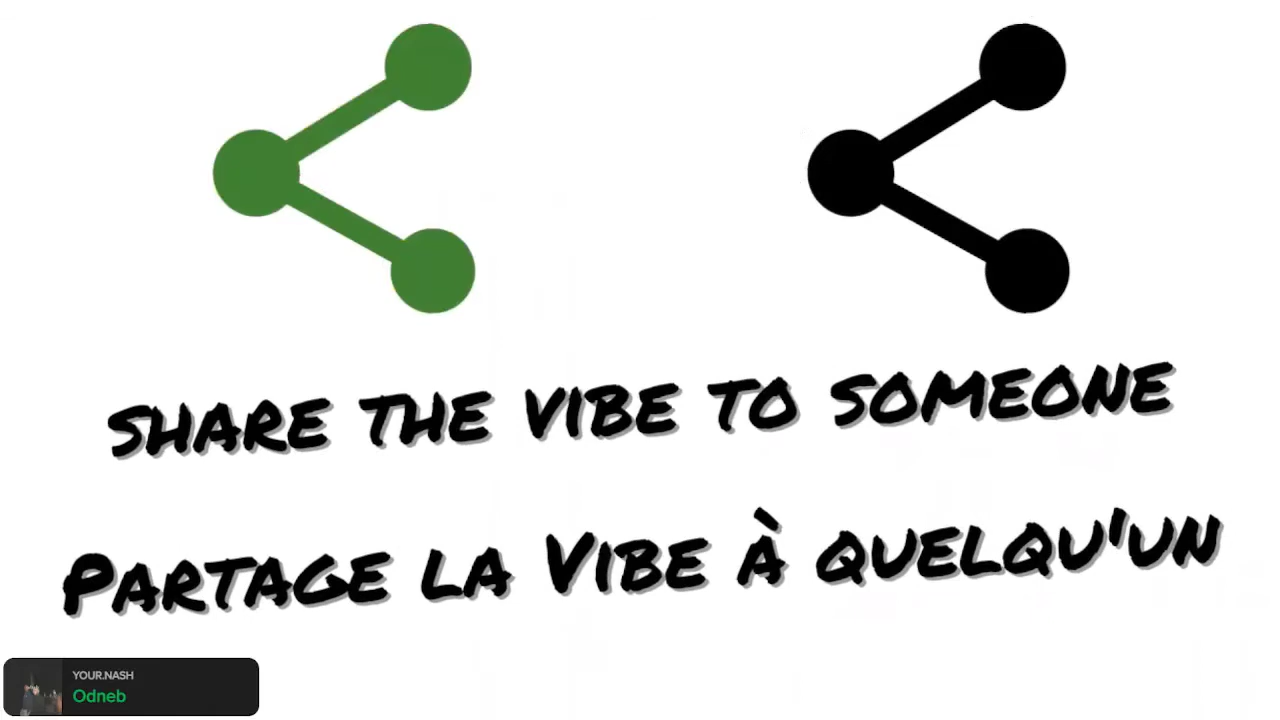 SHARE THE VIBE TO SOMEONE
PARTAGE LA VIBE À QUELQU'UN
YOUR.NASH
Odneb